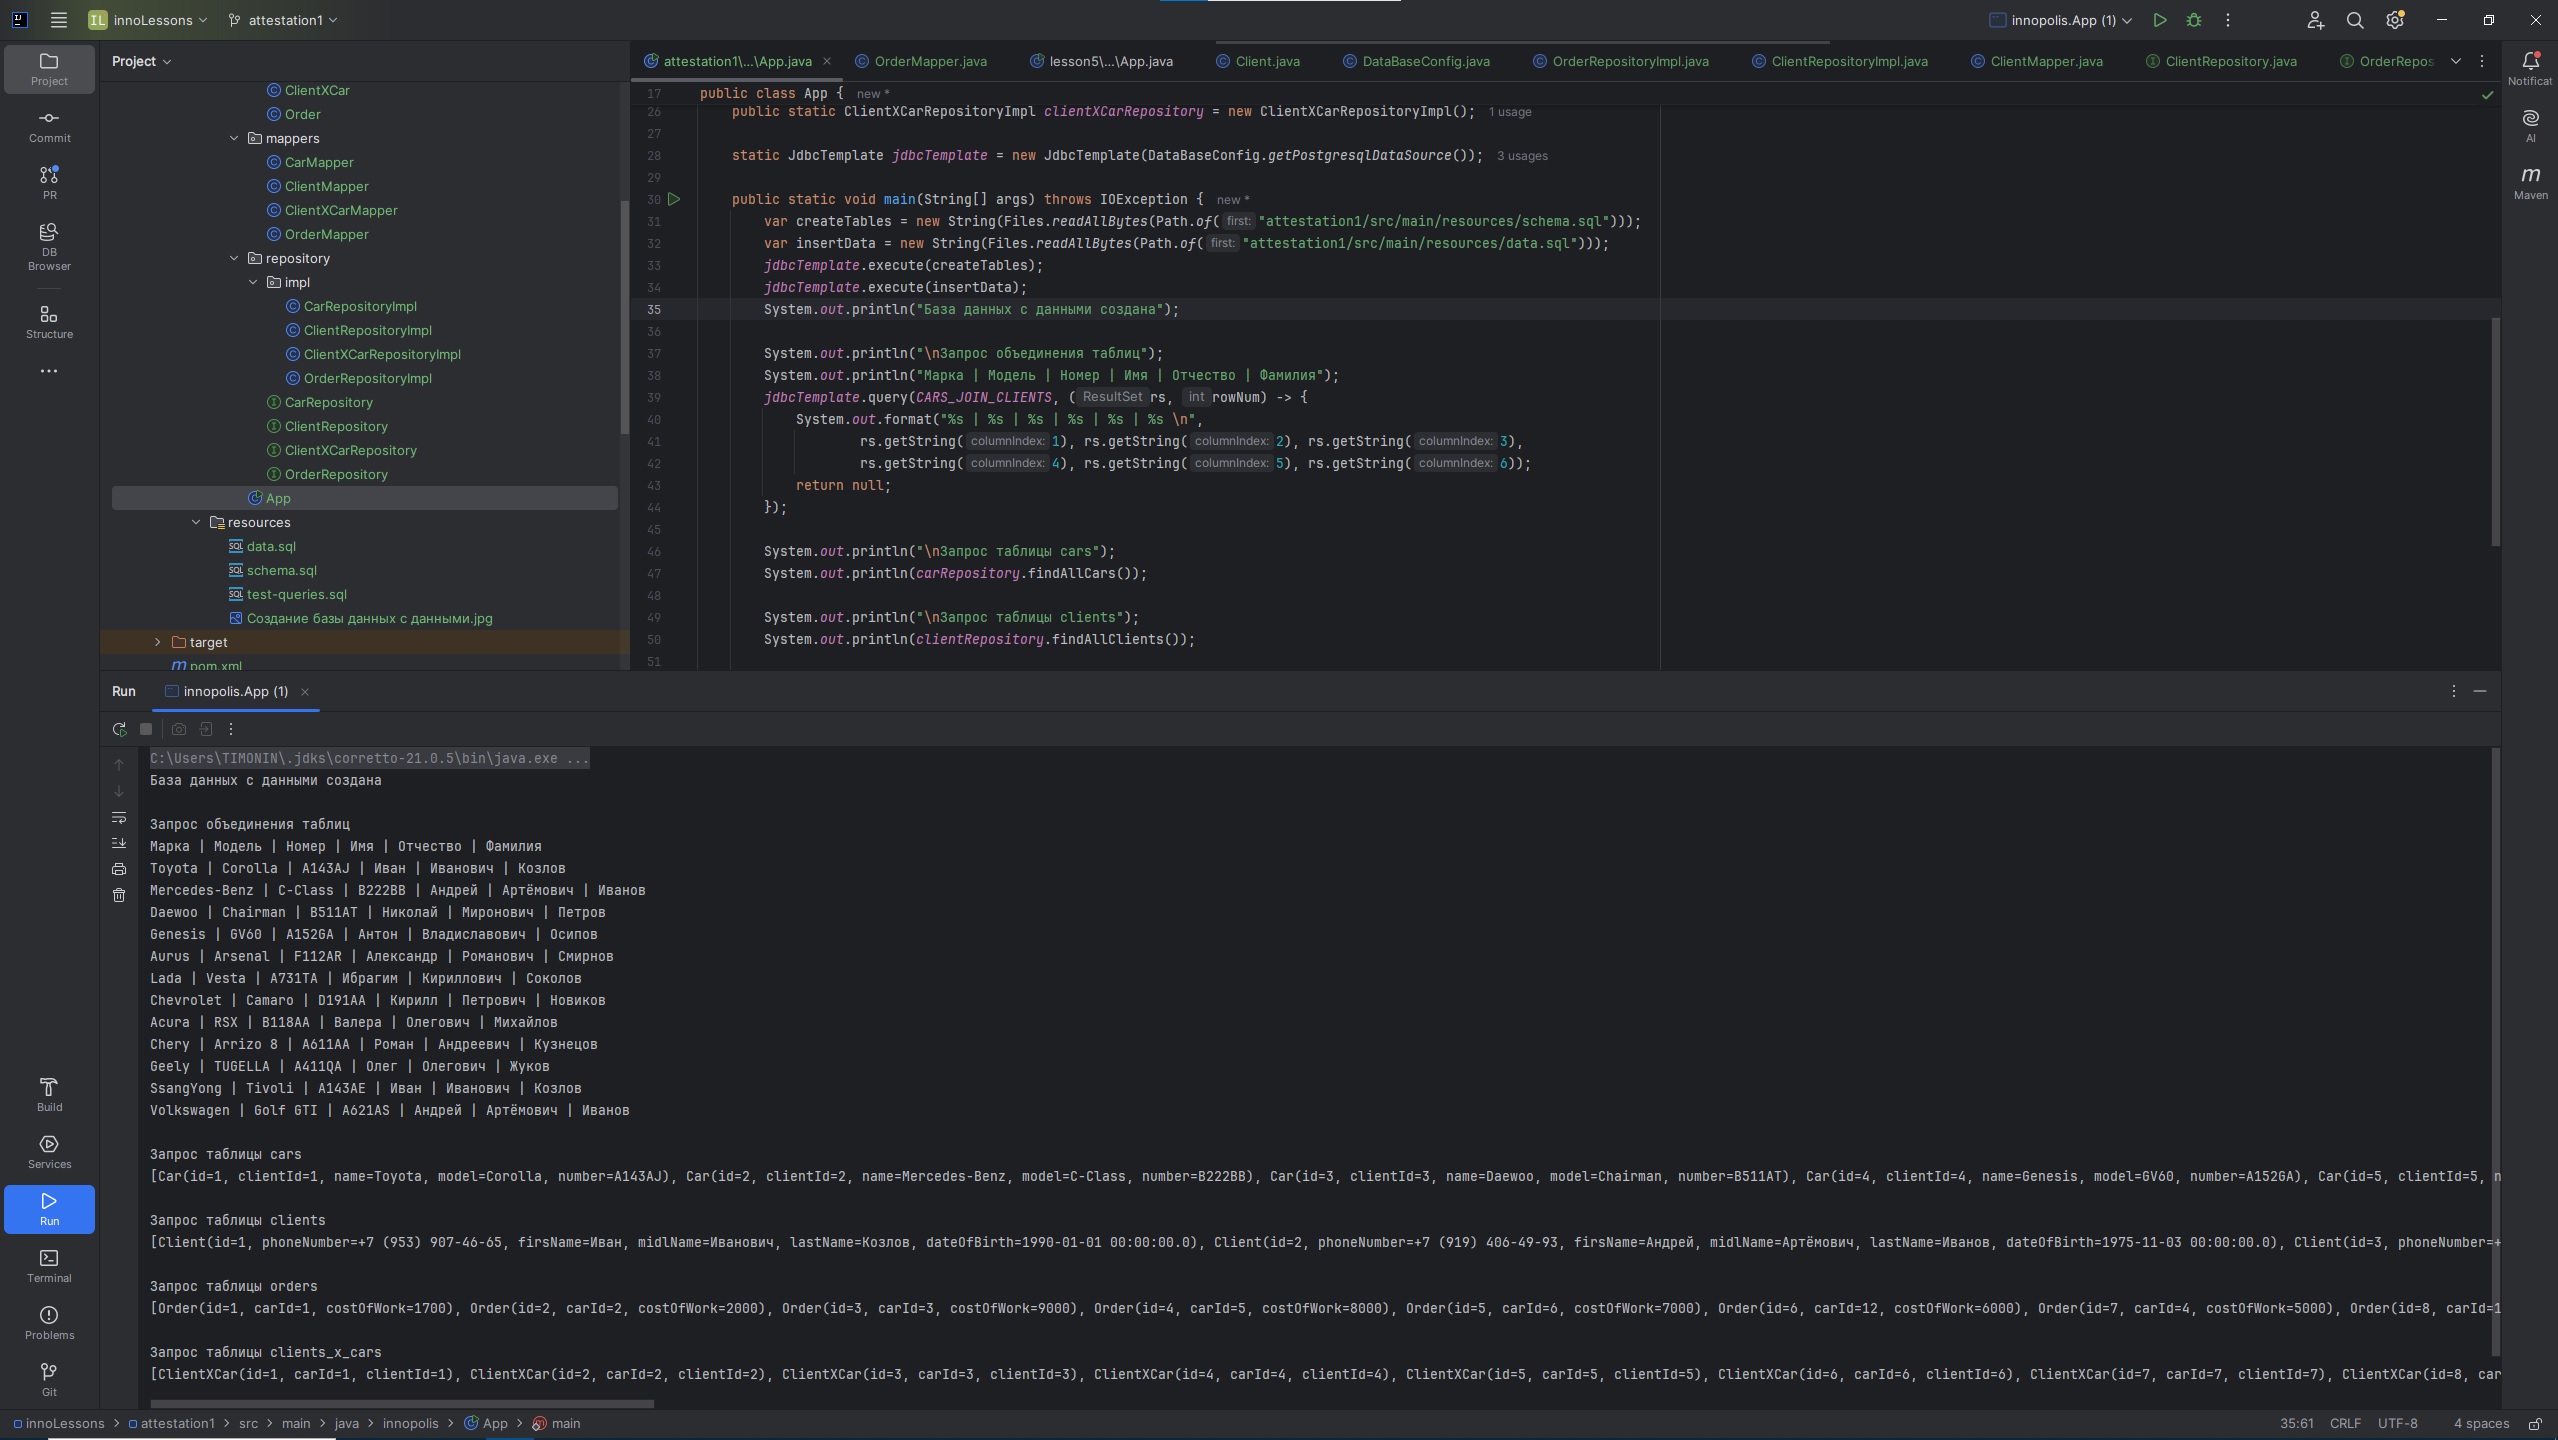 IL innoLessons attestation1 innopolis.App (1)
Project
Commit
PR
DB Browser
Structure
Build
Services
Run
Terminal
Problems
Git
Project
ClientXCar
Order
mappers
CarMapper
ClientMapper
ClientXCarMapper
OrderMapper
repository
impl
CarRepositoryImpl
ClientRepositoryImpl
ClientXCarRepositoryImpl
OrderRepositoryImpl
CarRepository
ClientRepository
ClientXCarRepository
OrderRepository
App
resources
data.sql
schema.sql
test-queries.sql
Создание базы данных с данными.jpg
target
pom.xml
attestation1\...\App.java OrderMapper.java lesson5\...\App.java Client.java DataBaseConfig.java OrderRepositoryImpl.java ClientRepositoryImpl.java ClientMapper.java ClientRepository.java OrderRepos
17 public class App { new *
26 public static ClientXCarRepositoryImpl clientXCarRepository = new ClientXCarRepositoryImpl(); 1 usage
27
28 static JdbcTemplate jdbcTemplate = new JdbcTemplate(DataBaseConfig.getPostgresqlDataSource()); 3 usages
29
30 public static void main(String[] args) throws IOException { new *
31 var createTables = new String(Files.readAllBytes(Path.of( first: "attestation1/src/main/resources/schema.sql")));
32 var insertData = new String(Files.readAllBytes(Path.of( first: "attestation1/src/main/resources/data.sql")));
33 jdbcTemplate.execute(createTables);
34 jdbcTemplate.execute(insertData);
35 System.out.println("База данных с данными создана");
36
37 System.out.println("\nЗапрос объединения таблиц");
38 System.out.println("Марка | Модель | Номер | Имя | Отчество | Фамилия");
39 jdbcTemplate.query(CARS_JOIN_CLIENTS, ( ResultSet rs, int rowNum) -> {
40 System.out.format("%s | %s | %s | %s | %s | %s \n",
41 rs.getString( columnIndex: 1), rs.getString( columnIndex: 2), rs.getString( columnIndex: 3),
42 rs.getString( columnIndex: 4), rs.getString( columnIndex: 5), rs.getString( columnIndex: 6));
43 return null;
44 });
45
46 System.out.println("\nЗапрос таблицы cars");
47 System.out.println(carRepository.findAllCars());
48
49 System.out.println("\nЗапрос таблицы clients");
50 System.out.println(clientRepository.findAllClients());
51
Notificat
AI
Maven
Run innopolis.App (1)
C:\Users\TIMONIN\.jdks\corretto-21.0.5\bin\java.exe ...
База данных с данными создана
Запрос объединения таблиц
Марка | Модель | Номер | Имя | Отчество | Фамилия
Toyota | Corolla | A143AJ | Иван | Иванович | Козлов
Mercedes-Benz | C-Class | B222BB | Андрей | Артёмович | Иванов
Daewoo | Chairman | B511AT | Николай | Миронович | Петров
Genesis | GV60 | A152GA | Антон | Владиславович | Осипов
Aurus | Arsenal | F112AR | Александр | Романович | Смирнов
Lada | Vesta | A731TA | Ибрагим | Кириллович | Соколов
Chevrolet | Camaro | D191AA | Кирилл | Петрович | Новиков
Acura | RSX | B118AA | Валера | Олегович | Михайлов
Chery | Arrizo 8 | A611AA | Роман | Андреевич | Кузнецов
Geely | TUGELLA | A411QA | Олег | Олегович | Жуков
SsangYong | Tivoli | A143AE | Иван | Иванович | Козлов
Volkswagen | Golf GTI | A621AS | Андрей | Артёмович | Иванов
Запрос таблицы cars
[Car(id=1, clientId=1, name=Toyota, model=Corolla, number=A143AJ), Car(id=2, clientId=2, name=Mercedes-Benz, model=C-Class, number=B222BB), Car(id=3, clientId=3, name=Daewoo, model=Chairman, number=B511AT), Car(id=4, clientId=4, name=Genesis, model=GV60, number=A152GA), Car(id=5, clientId=5, n
Запрос таблицы clients
[Client(id=1, phoneNumber=+7 (953) 907-46-65, firsName=Иван, midlName=Иванович, lastName=Козлов, dateOfBirth=1990-01-01 00:00:00.0), Client(id=2, phoneNumber=+7 (919) 406-49-93, firsName=Андрей, midlName=Артёмович, lastName=Иванов, dateOfBirth=1975-11-03 00:00:00.0), Client(id=3, phoneNumber=+
Запрос таблицы orders
[Order(id=1, carId=1, costOfWork=1700), Order(id=2, carId=2, costOfWork=2000), Order(id=3, carId=3, costOfWork=9000), Order(id=4, carId=5, costOfWork=8000), Order(id=5, carId=6, costOfWork=7000), Order(id=6, carId=12, costOfWork=6000), Order(id=7, carId=4, costOfWork=5000), Order(id=8, carId=1
Запрос таблицы clients_x_cars
[ClientXCar(id=1, carId=1, clientId=1), ClientXCar(id=2, carId=2, clientId=2), ClientXCar(id=3, carId=3, clientId=3), ClientXCar(id=4, carId=4, clientId=4), ClientXCar(id=5, carId=5, clientId=5), ClientXCar(id=6, carId=6, clientId=6), ClientXCar(id=7, carId=7, clientId=7), ClientXCar(id=8, car
innoLessons > attestation1 > src > main > java > innopolis > App > main 35:61 CRLF UTF-8 4 spaces